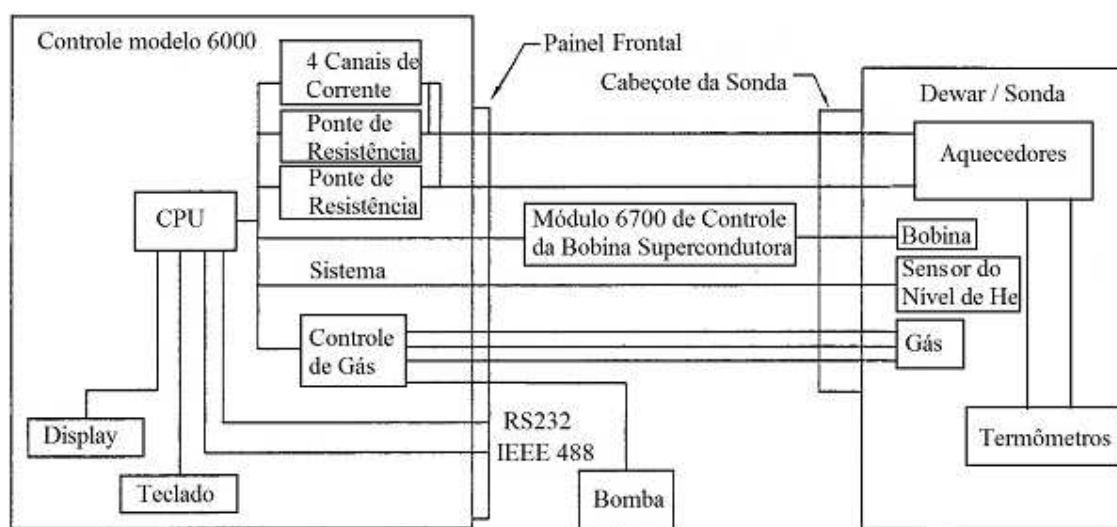 Controle modelo 6000
4 Canais de
Corrente
Ponte de
Resistência
Ponte de
Resistência
CPU
Sistema
Controle
de Gás
Display
Teclado
RS232
IEEE 488
Bomba
Painel Frontal
Cabeçote da Sonda
Módulo 6700 de Controle
da Bobina Supercondutora
Dewar / Sonda
Aquecedores
Bobina
Sensor do
Nível de He
Gás
Termômetros